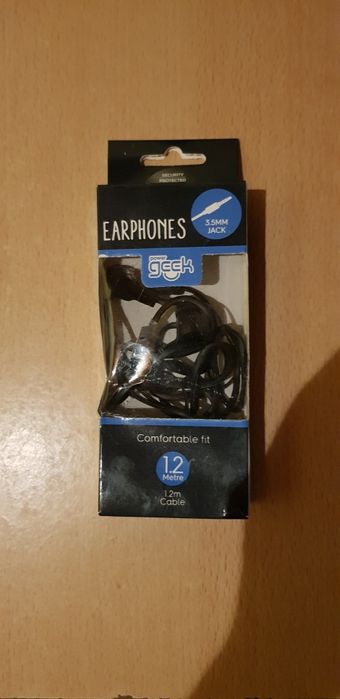 SECURITY
PROTECTED
EARPHONES
3.5MM
JACK
power
geek
Comfortable fit
1.2
Metre
1.2m
Cable